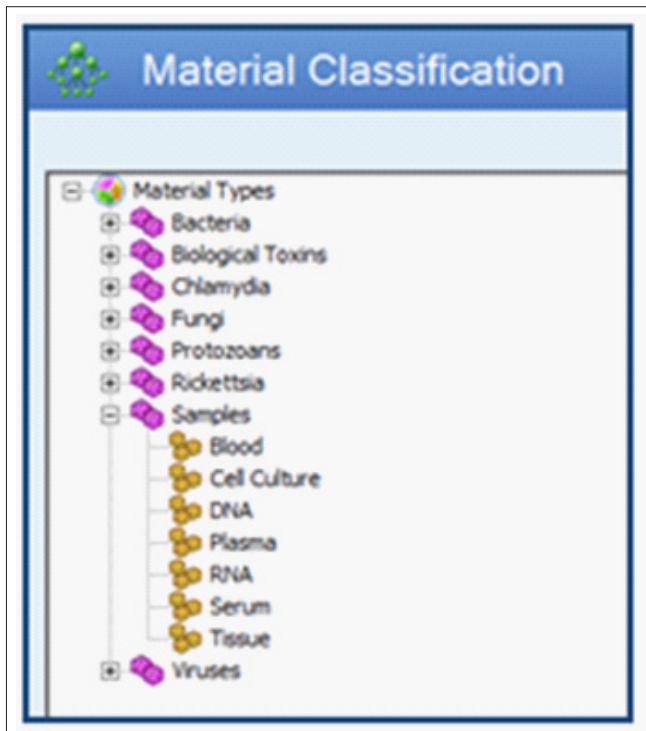 Material Classification
Material Types
Bacteria
Biological Toxins
Chlamydia
Fungi
Protozoans
Rickettsia
Samples
Blood
Cell Culture
DNA
Plasma
RNA
Serum
Tissue
Viruses